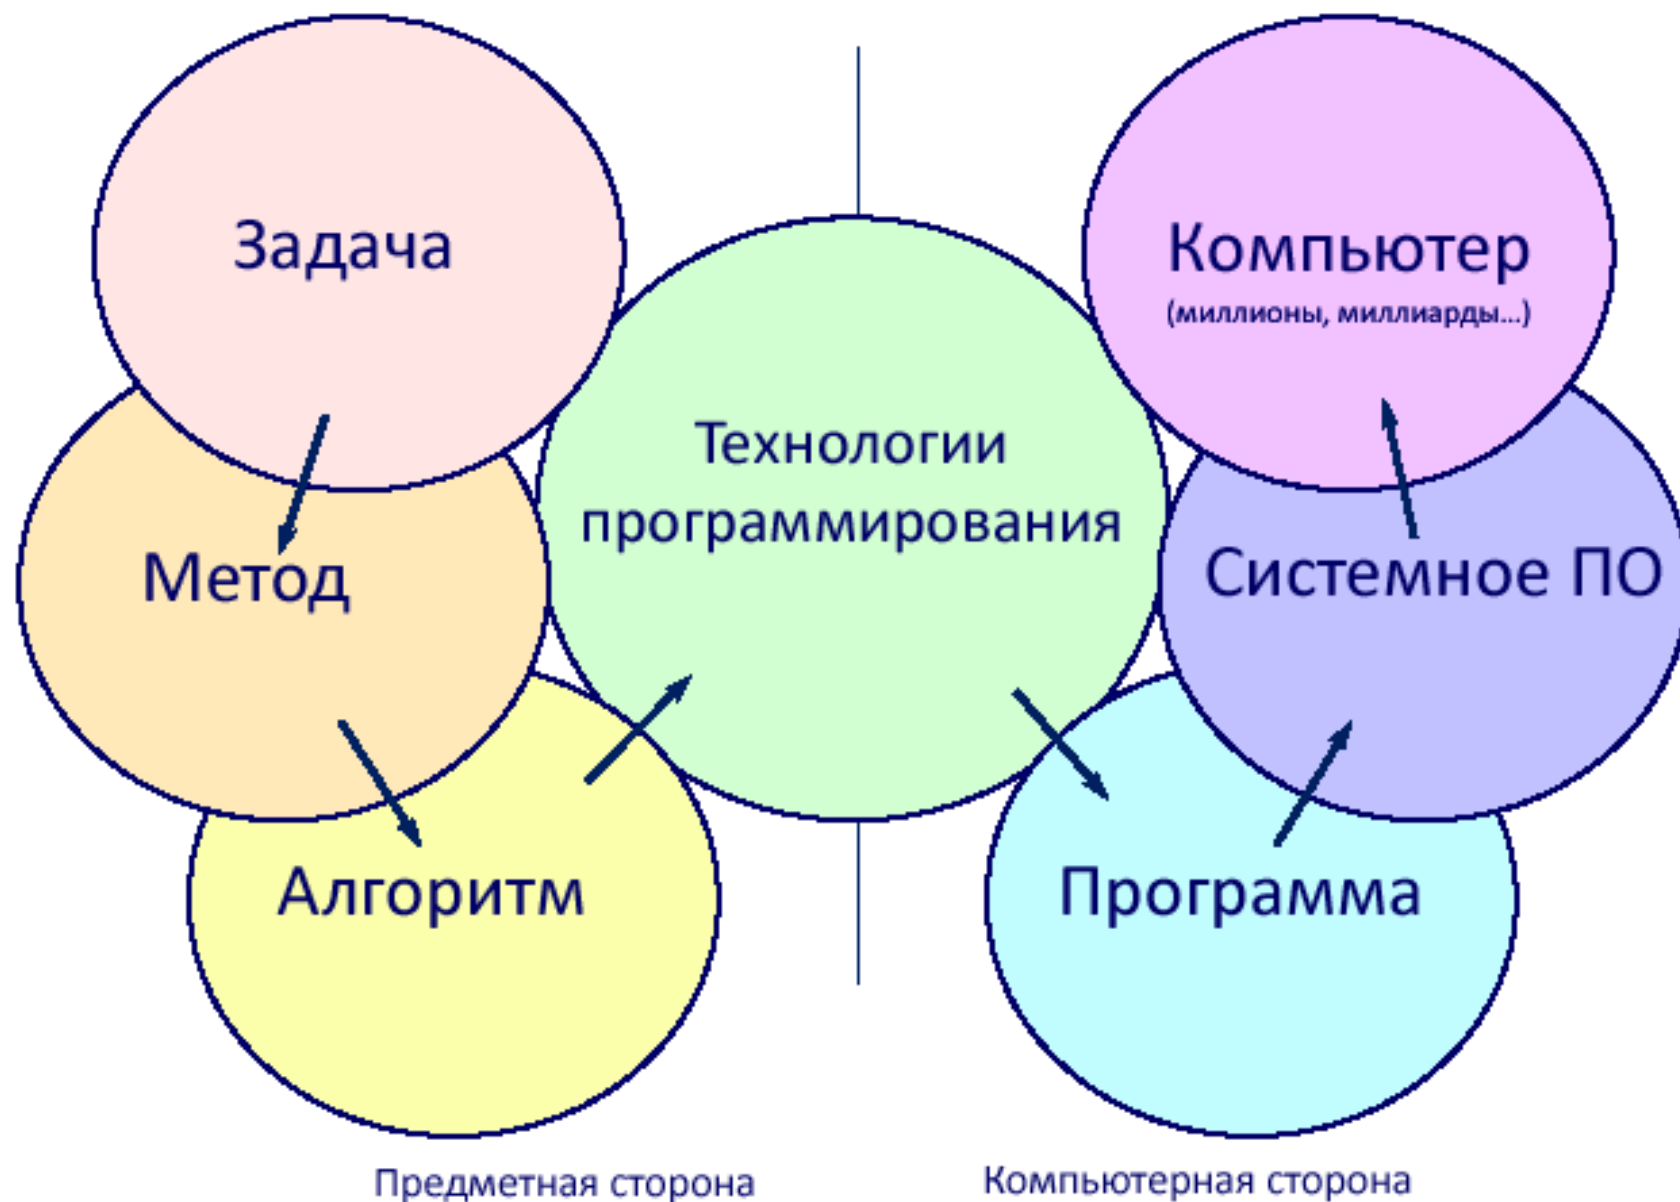 Задача
Метод
Алгоритм
Технологии
программирования
Программа
Системное ПО
Компьютер
(миллионы, миллиарды...)
Предметная сторона
Компьютерная сторона